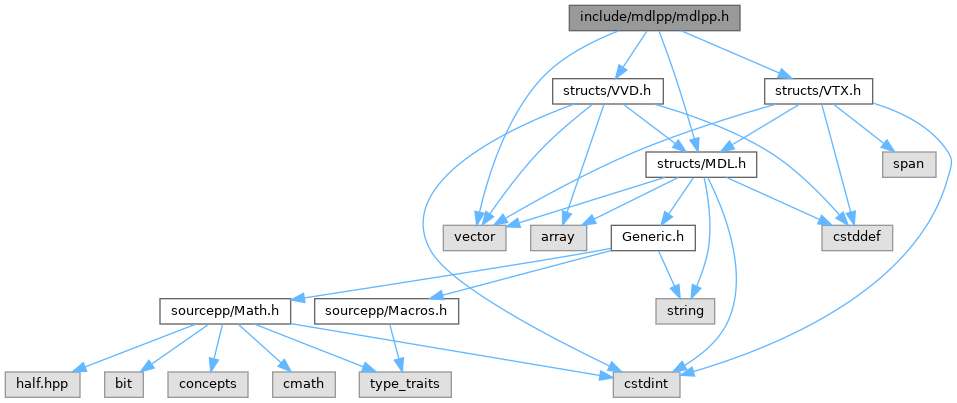 include/mdlpp/mdlpp.h
structs/VVD.h
structs/VTX.h
structs/MDL.h
span
vector
array
Generic.h
cstddef
sourcepp/Math.h
sourcepp/Macros.h
string
half.hpp
bit
concepts
cmath
type_traits
cstdint